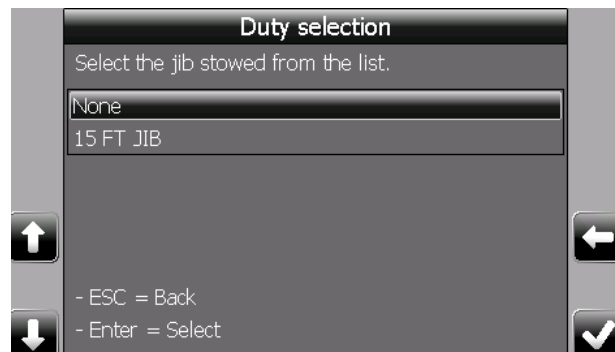 Duty selection
Select the jib stowed from the list.
None
15 FT JIB
- ESC = Back
- Enter = Select